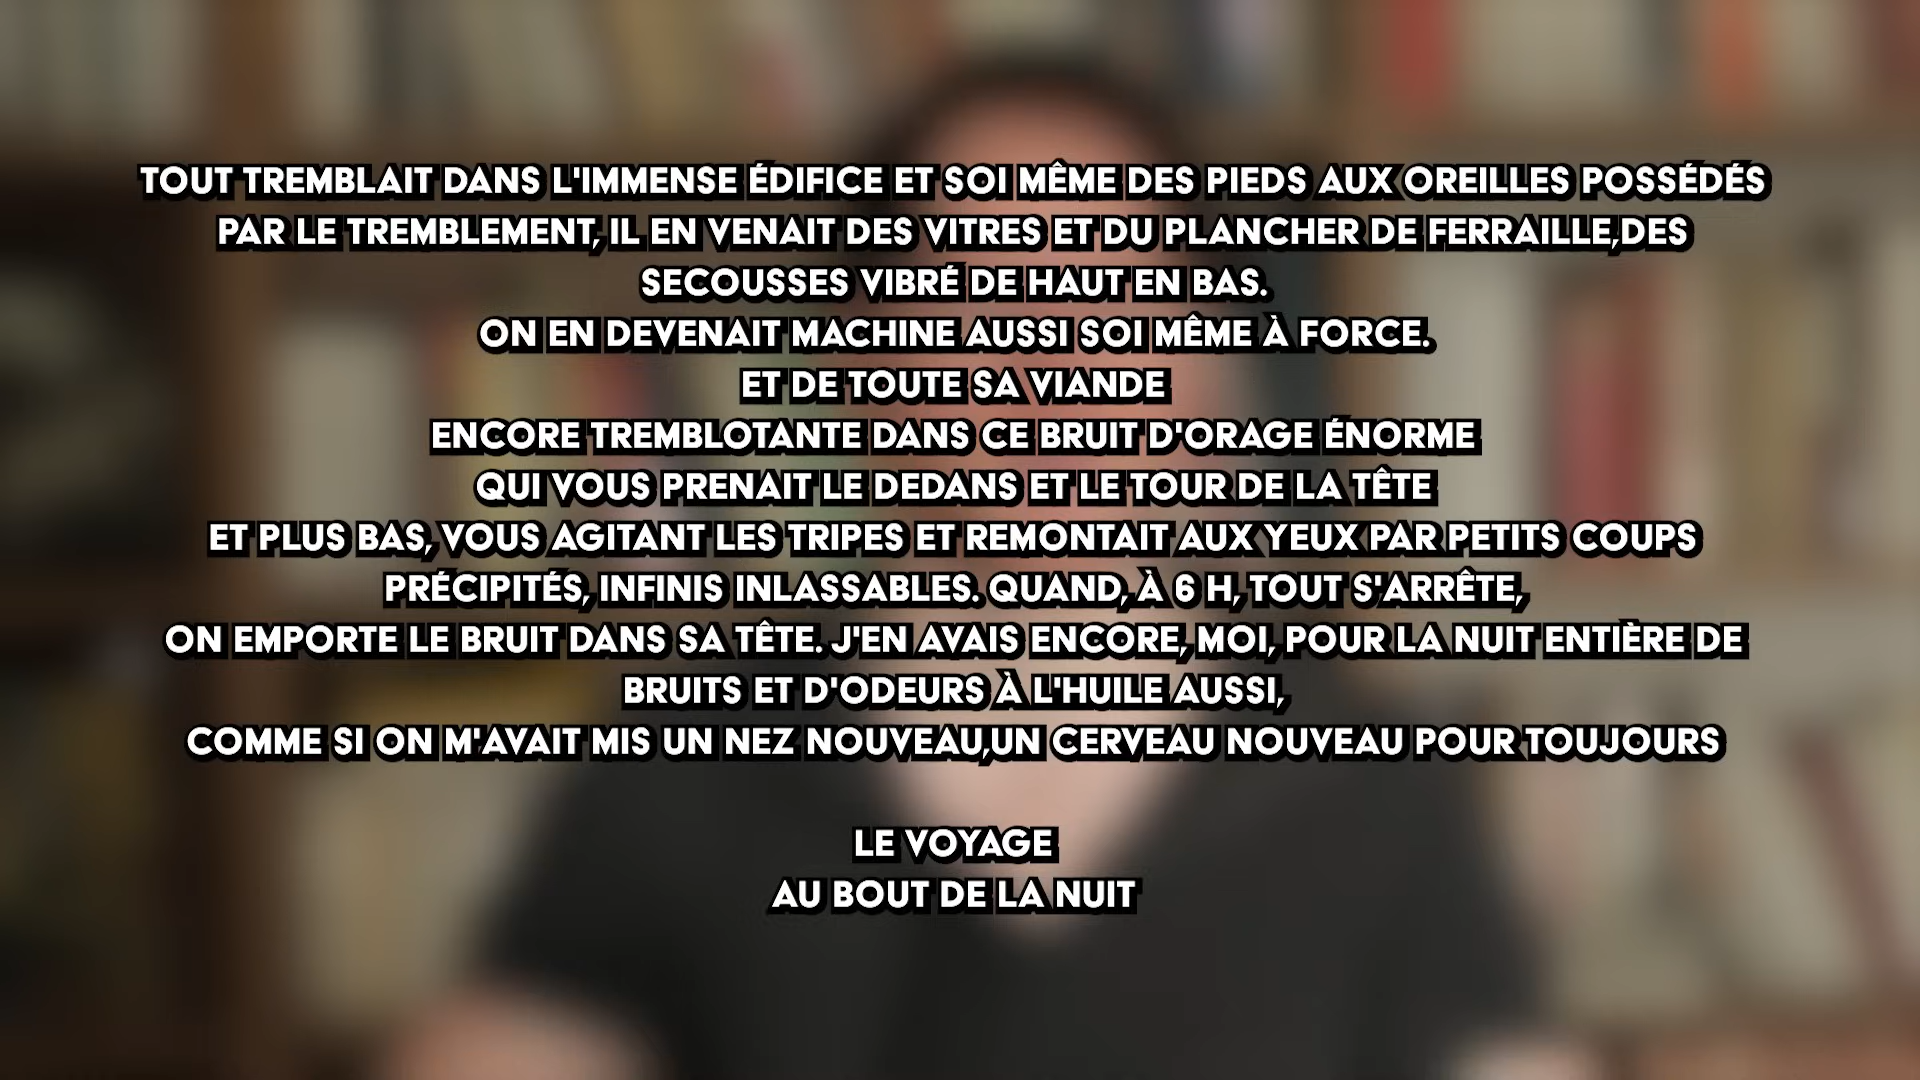 TOUT TREMBLAIT DANS L'IMMENSE ÉDIFICE ET SOI MÊME DES PIEDS AUX OREILLES POSSÉDÉS
PAR LE TREMBLEMENT, IL EN VENAIT DES VITRES ET DU PLANCHER DE FERRAILLE,DES
SECOUSSES VIBRÉ DE HAUT EN BAS.
ON EN DEVENAIT MACHINE AUSSI SOI MÊME À FORCE.
ET DE TOUTE SA VIANDE
ENCORE TREMBLOTANTE DANS CE BRUIT D'ORAGE ÉNORME
QUI VOUS PRENAIT LE DEDANS ET LE TOUR DE LA TÊTE
ET PLUS BAS, VOUS AGITANT LES TRIPES ET REMONTAIT AUX YEUX PAR PETITS COUPS
PRÉCIPITÉS, INFINIS INLASSABLES. QUAND, À 6 H, TOUT S'ARRÊTE,
ON EMPORTE LE BRUIT DANS SA TÊTE. J'EN AVAIS ENCORE, MOI, POUR LA NUIT ENTIÈRE DE
BRUITS ET D'ODEURS À L'HUILE AUSSI,
COMME SI ON M'AVAIT MIS UN NEZ NOUVEAU,UN CERVEAU NOUVEAU POUR TOUJOURS
LE VOYAGE
AU BOUT DE LA NUIT